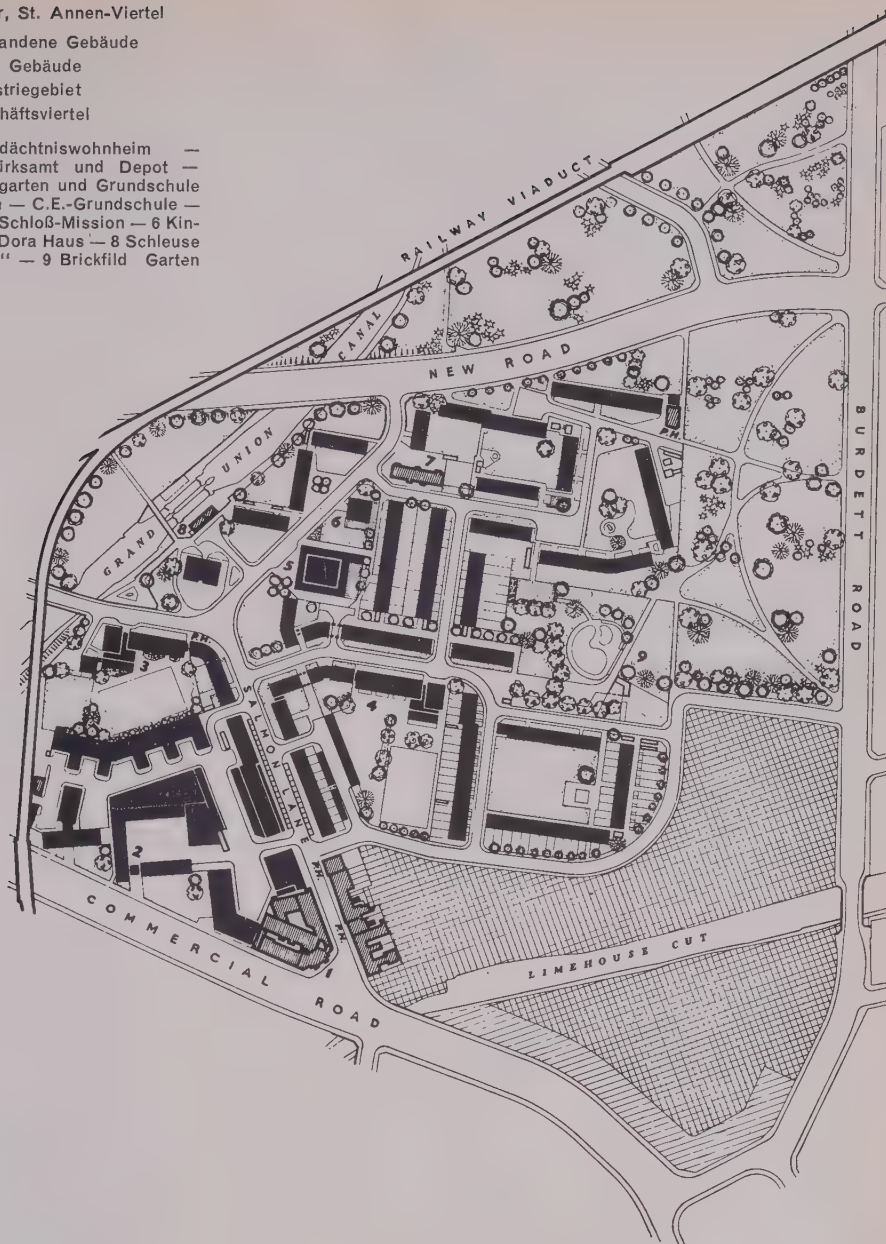 r, St. Annen-Viertel
andene Gebäude
Gebäude
striegebiet
häftsviertel
dächtniswohnheim —
irksamt und Depot —
garten und Grundschule
— C.E.-Grundschule —
Schloß-Mission — 6 Kin-
Dora Haus — 8 Schleuse
“ — 9 Brickfild Garten
RAILWAY VIADUCT
CANAL
NEW ROAD
UNION
GRAND
BURDETT ROAD
P.H.
7
6
5
3
P.H.
9
4
SALMON LANE
2
P.H.
P.H.
1
COMMERCIAL ROAD
LIMEHOUSE CUT